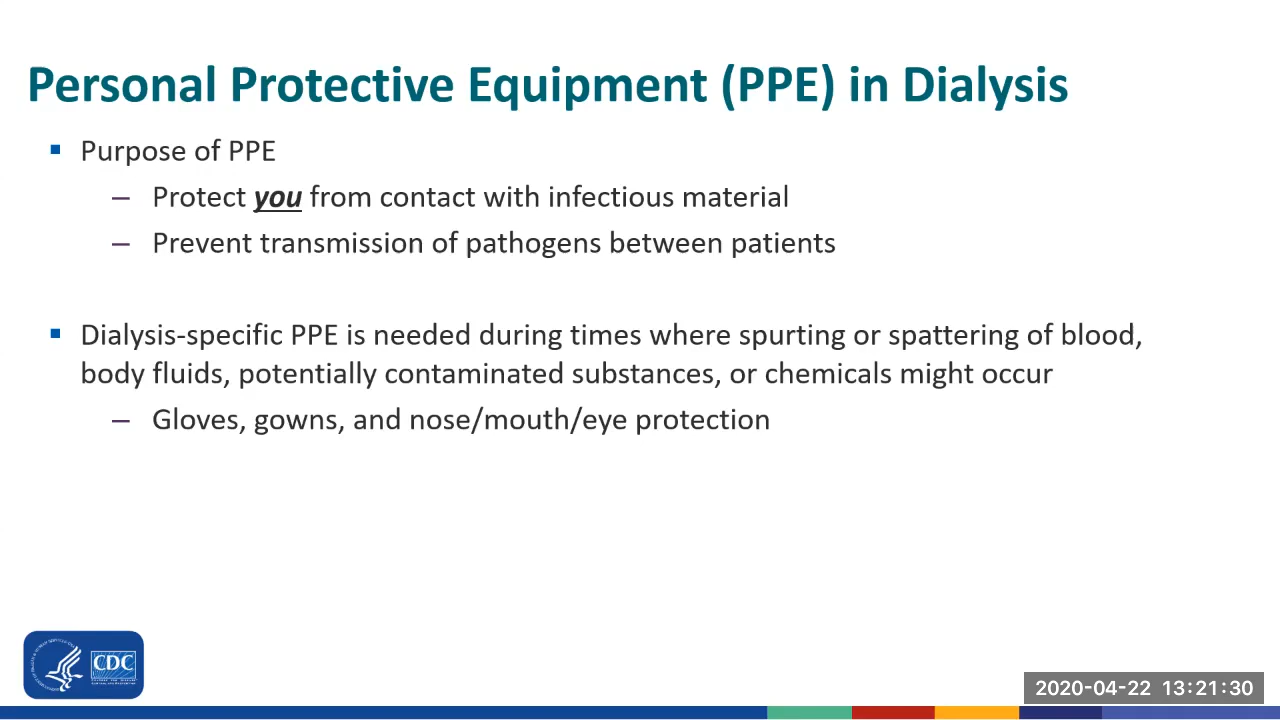 Personal Protective Equipment (PPE) in Dialysis
▪ Purpose of PPE
– Protect you from contact with infectious material
– Prevent transmission of pathogens between patients
▪ Dialysis-specific PPE is needed during times where spurting or spattering of blood,
body fluids, potentially contaminated substances, or chemicals might occur
– Gloves, gowns, and nose/mouth/eye protection
CDC
2020-04-22 13:21:30